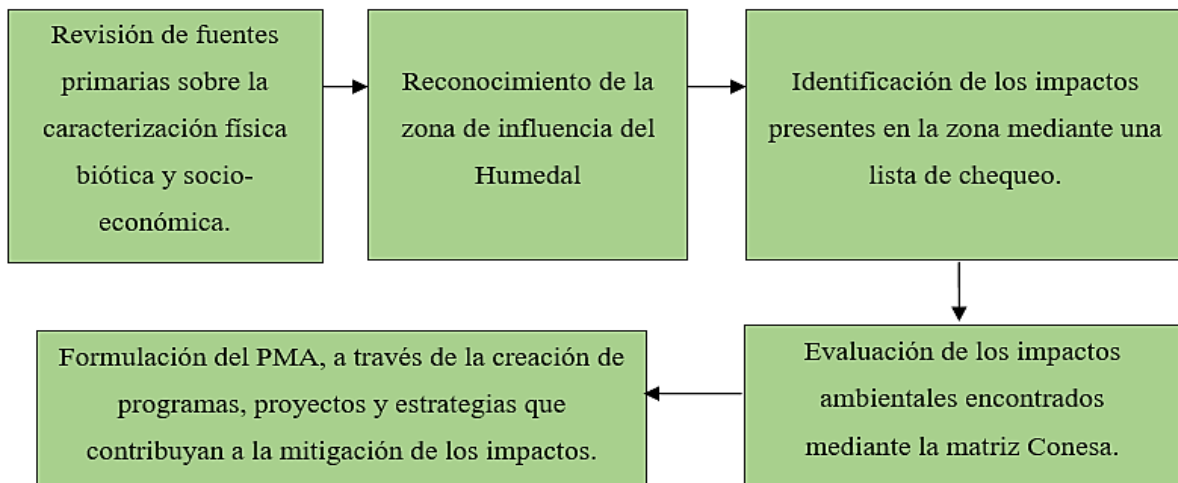 Revisión de fuentes
primarias sobre la
caracterización física
biótica y socio-
económica.
Reconocimiento de la
zona de influencia del
Humedal
Identificación de los impactos
presentes en la zona mediante una
lista de chequeo.
Evaluación de los impactos
ambientales encontrados
mediante la matriz Conesa.
Formulación del PMA, a través de la creación de
programas, proyectos y estrategias que
contribuyan a la mitigación de los impactos.